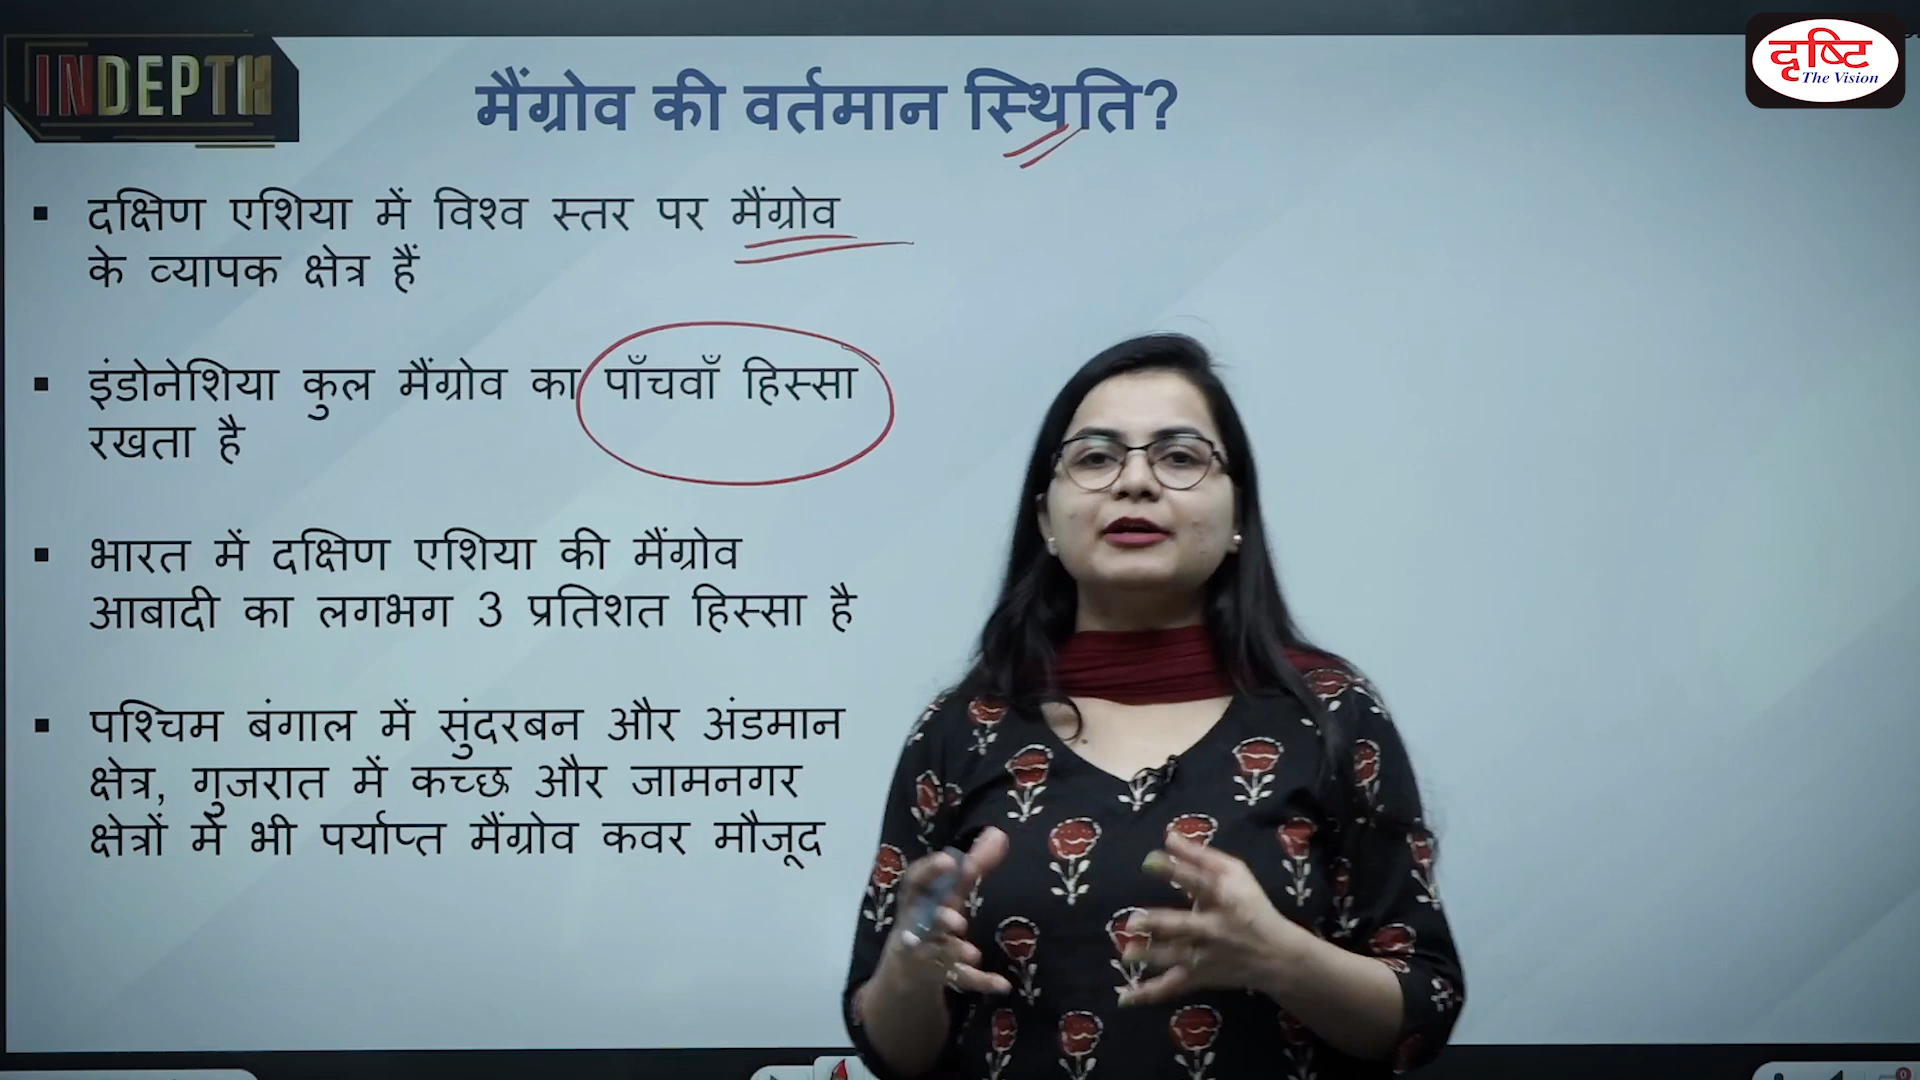 INDEPTH
दृष्टि
The Vision
मैंग्रोव की वर्तमान स्थिति?
▪ दक्षिण एशिया में विश्व स्तर पर मैंग्रोव
के व्यापक क्षेत्र हैं
▪ इंडोनेशिया कुल मैंग्रोव का पाँचवाँ हिस्सा
रखता है
▪ भारत में दक्षिण एशिया की मैंग्रोव
आबादी का लगभग 3 प्रतिशत हिस्सा है
▪ पश्चिम बंगाल में सुंदरबन और अंडमान
क्षेत्र, गुजरात में कच्छ और जामनगर
क्षेत्रों में भी पर्याप्त मैंग्रोव कवर मौजूद